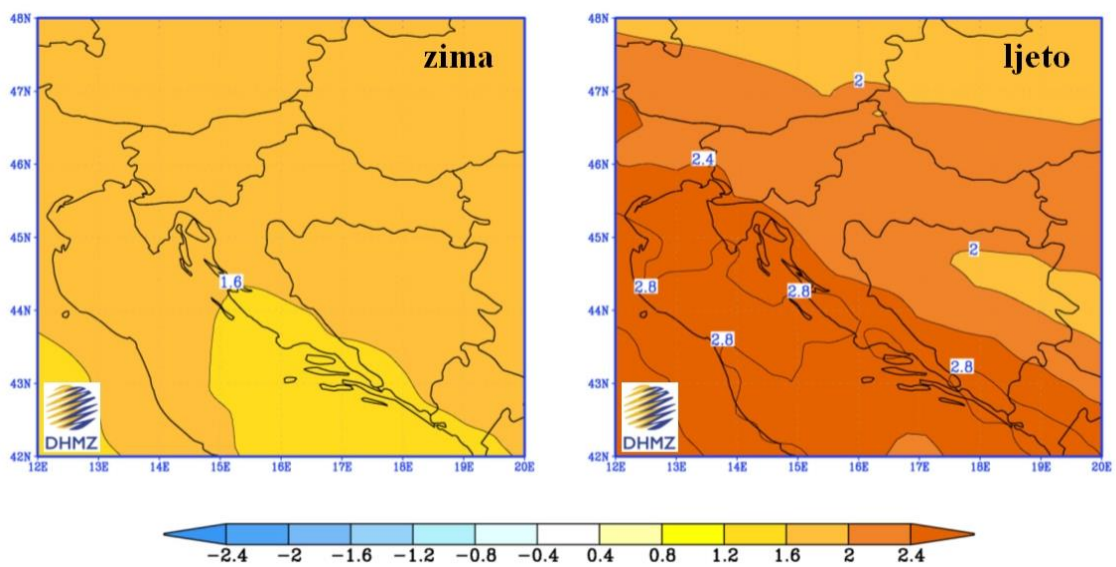 zima
48N
47N
46N
45N
44N
43N
42N
12E 13E 14E 15E 16E 17E 18E 19E 20E
1.6
DHMZ
ljeto
48N
47N
46N
45N
44N
43N
42N
12E 13E 14E 15E 16E 17E 18E 19E 20E
2
2.4
2
2.8
2.8
2.8
2.8
DHMZ
−2.4 −2 −1.6 −1.2 −0.8 −0.4 0.4 0.8 1.2 1.6 2 2.4